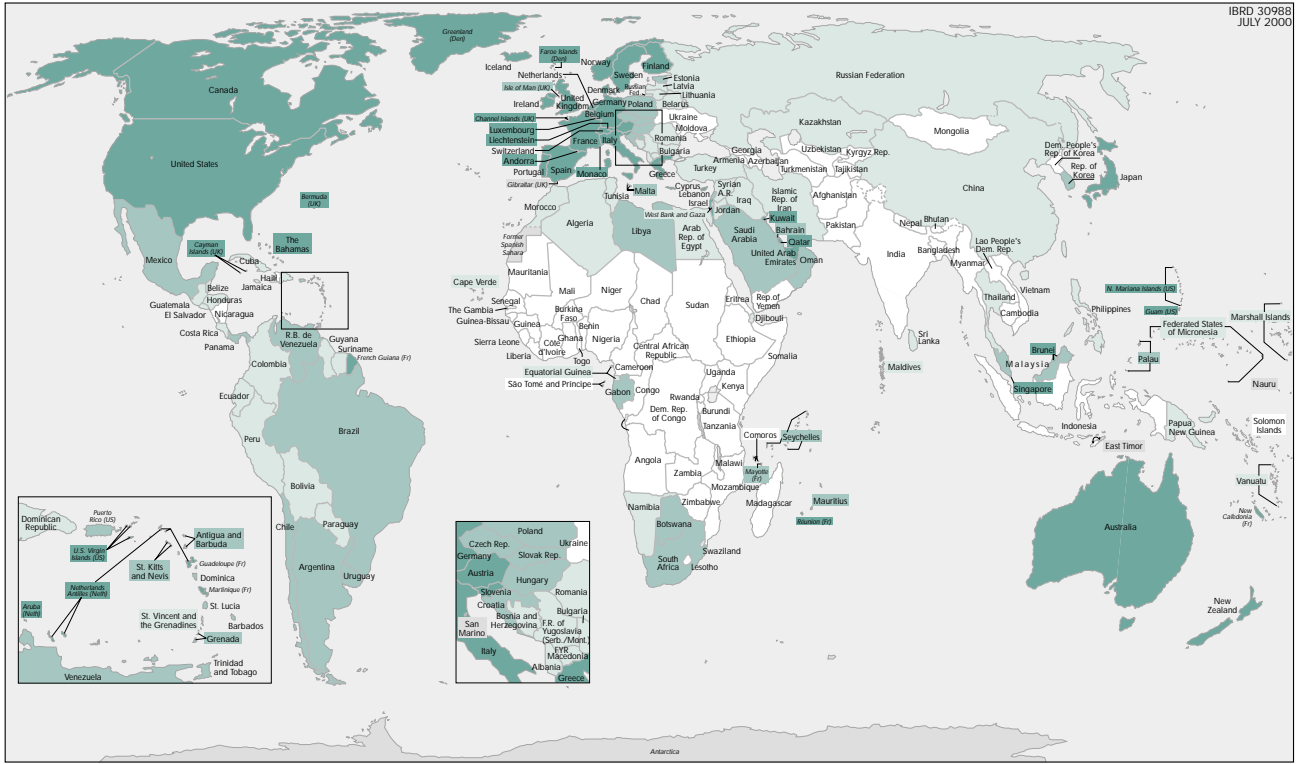 IBRD 30988
JULY 2000
Greenland
(Den)
Faroe Islands
(Den)
Iceland
Norway
Finland
Sweden
Netherlands
Isle of Man (UK)
Denmark
Estonia
Latvia
Lithuania
Russian
Fed.
Russian Federation
Canada
Ireland
United
Kingdom
Germany
Poland
Belarus
Channel Islands (UK)
Belgium
Ukraine
Moldova
Luxembourg
Liechtenstein
Switzerland
Andorra
France
Italy
Romania
Bulgaria
Portugal
Spain
Monaco
Greece
Gibraltar (UK)
Kazakhstan
Mongolia
Georgia
Armenia
Azerbaijan
Uzbekistan
Kyrgyz Rep.
Turkmenistan
Tajikistan
Turkey
Dem. People's
Rep. of Korea
Rep. of
Korea
Japan
China
United States
Bermuda
(UK)
Malta
Tunisia
Cyprus
Lebanon
Israel
Syrian
A.R.
Iraq
Islamic
Rep. of
Iran
Afghanistan
Morocco
West Bank and Gaza
Jordan
Kuwait
Pakistan
Nepal
Bhutan
Algeria
Libya
Arab
Rep. of
Egypt
Saudi
Arabia
Bahrain
Qatar
United Arab
Emirates
Oman
India
Bangladesh
Myanmar
Lao People's
Dem. Rep.
Former
Spanish
Sahara
Mexico
Cayman
Islands (UK)
The
Bahamas
Cuba
Haiti
Jamaica
Belize
Honduras
Guatemala
El Salvador
Nicaragua
Costa Rica
Panama
Cape Verde
Mauritania
Mali
Niger
Chad
Sudan
Eritrea
Rep. of
Yemen
Djibouti
Senegal
The Gambia
Guinea-Bissau
Guinea
Burkina
Faso
Benin
Ghana
Nigeria
Sierra Leone
Côte
d'Ivoire
Liberia
Togo
Central African
Republic
Ethiopia
Somalia
Thailand
Vietnam
Cambodia
Philippines
N. Mariana Islands (US)
Guam (US)
Marshall Islands
Federated States
of Micronesia
Sri
Lanka
Maldives
Brunei
Malaysia
Palau
Singapore
Nauru
R.B. de
Venezuela
Guyana
Suriname
French Guiana (Fr)
Colombia
Ecuador
Equatorial Guinea
São Tomé and Príncipe
Cameroon
Gabon
Congo
Uganda
Kenya
Rwanda
Burundi
Dem. Rep.
of Congo
Tanzania
Indonesia
East Timor
Papua
New Guinea
Solomon
Islands
Peru
Brazil
Comoros
Seychelles
Angola
Zambia
Malawi
Mayotte
(Fr)
Mozambique
Madagascar
Mauritius
Réunion (Fr)
Vanuatu
New
Caledonia
(Fr)
Bolivia
Namibia
Zimbabwe
Botswana
Australia
Chile
Paraguay
Argentina
Uruguay
South
Africa
Swaziland
Lesotho
New
Zealand
Dominican
Republic
Puerto
Rico (US)
U.S. Virgin
Islands (US)
Antigua and
Barbuda
St. Kitts
and Nevis
Guadeloupe (Fr)
Netherlands
Antilles (Neth)
Dominica
Martinique (Fr)
Aruba
(Neth)
St. Lucia
St. Vincent and
the Grenadines
Barbados
Grenada
Trinidad
and Tobago
Venezuela
Poland
Czech Rep.
Ukraine
Germany
Slovak Rep.
Austria
Hungary
Slovenia
Romania
Croatia
Bosnia and
Herzegovina
Bulgaria
San
Marino
F.R. of
Yugoslavia
(Serb./Mont.)
FYR
Macedonia
Italy
Albania
Greece
Antarctica